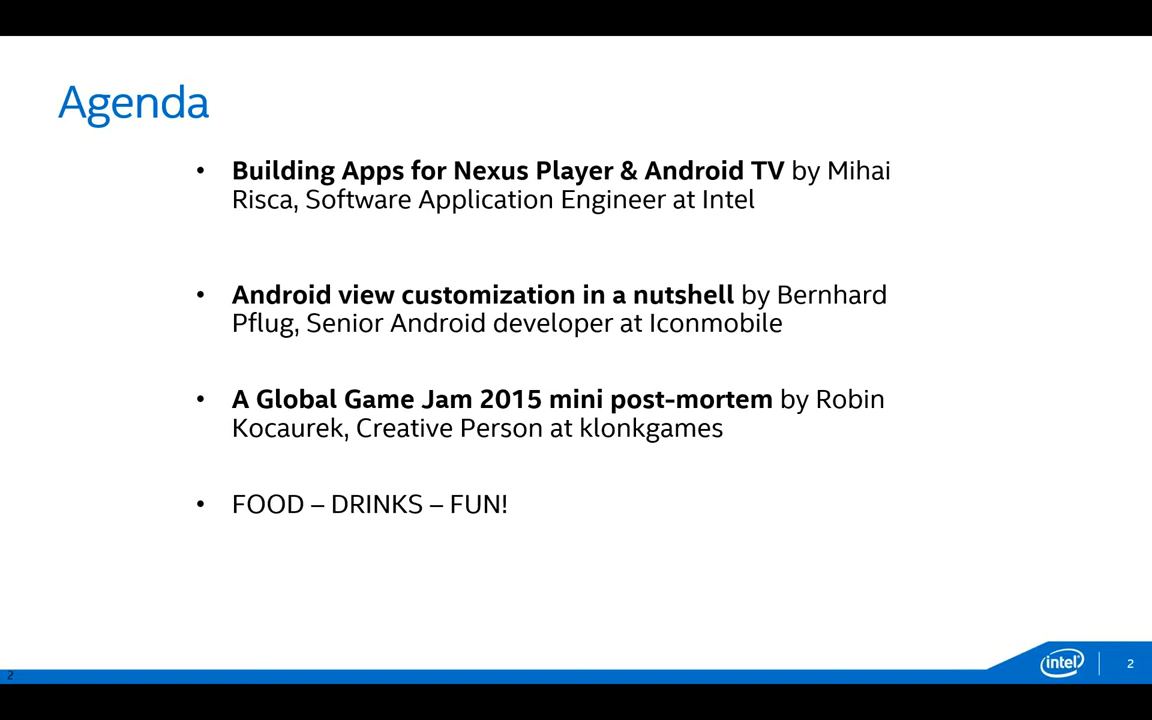 Agenda
• Building Apps for Nexus Player & Android TV by Mihai
Risca, Software Application Engineer at Intel
• Android view customization in a nutshell by Bernhard
Pflug, Senior Android developer at Iconmobile
• A Global Game Jam 2015 mini post-mortem by Robin
Kocaurek, Creative Person at klonkgames
• FOOD – DRINKS – FUN!
intel
2
2